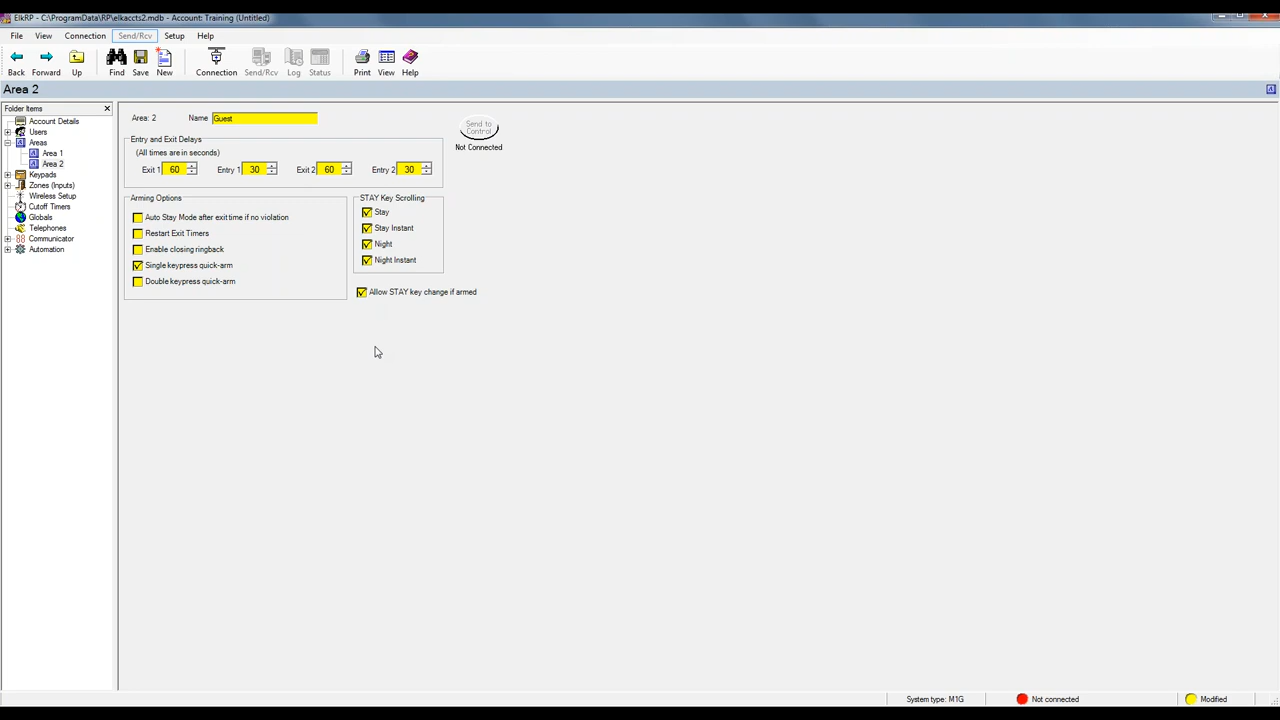 ElkRP - C:\ProgramData\RP\elkaccts2.mdb - Account: Training (Untitled)
File View Connection Send/Rcv Setup Help
Back Forward Up Find Save New Connection Send/Rcv Log Status Print View Help
Area 2
Folder Items
Account Details
Users
Areas
Area 1
Area 2
Keypads
Zones (Inputs)
Wireless Setup
Cutoff Timers
Globals
Telephones
Communicator
Automation
Area: 2 Name Guest
Send to Control
Not Connected
Entry and Exit Delays
(All times are in seconds)
Exit 1 60 Entry 1 30 Exit 2 60 Entry 2 30
Arming Options
Auto Stay Mode after exit time if no violation
Restart Exit Timers
Enable closing ringback
Single keypress quick-arm
Double keypress quick-arm
STAY Key Scrolling
Stay
Stay Instant
Night
Night Instant
Allow STAY key change if armed
System type: M1G Not connected Modified